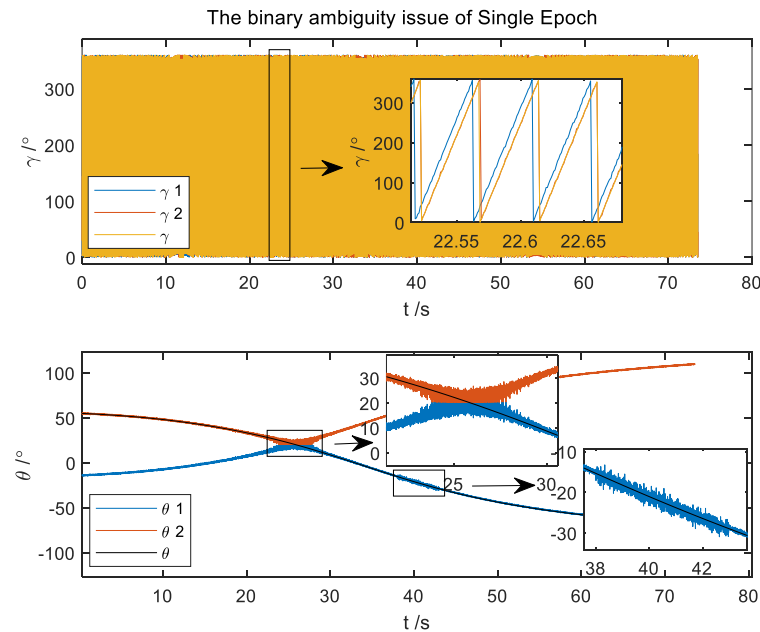 The binary ambiguity issue of Single Epoch
300
200
100
0
γ /°
γ 1
γ 2
γ
300
200
100
0
γ /°
22.55 22.6 22.65
0 10 20 30 40 50 60 70 80
t /s
100
50
0
-50
-100
θ /°
θ 1
θ 2
θ
30
20
10
0
25 30
-10
-20
-30
38 40 42
0 10 20 30 40 50 60 70 80
t /s